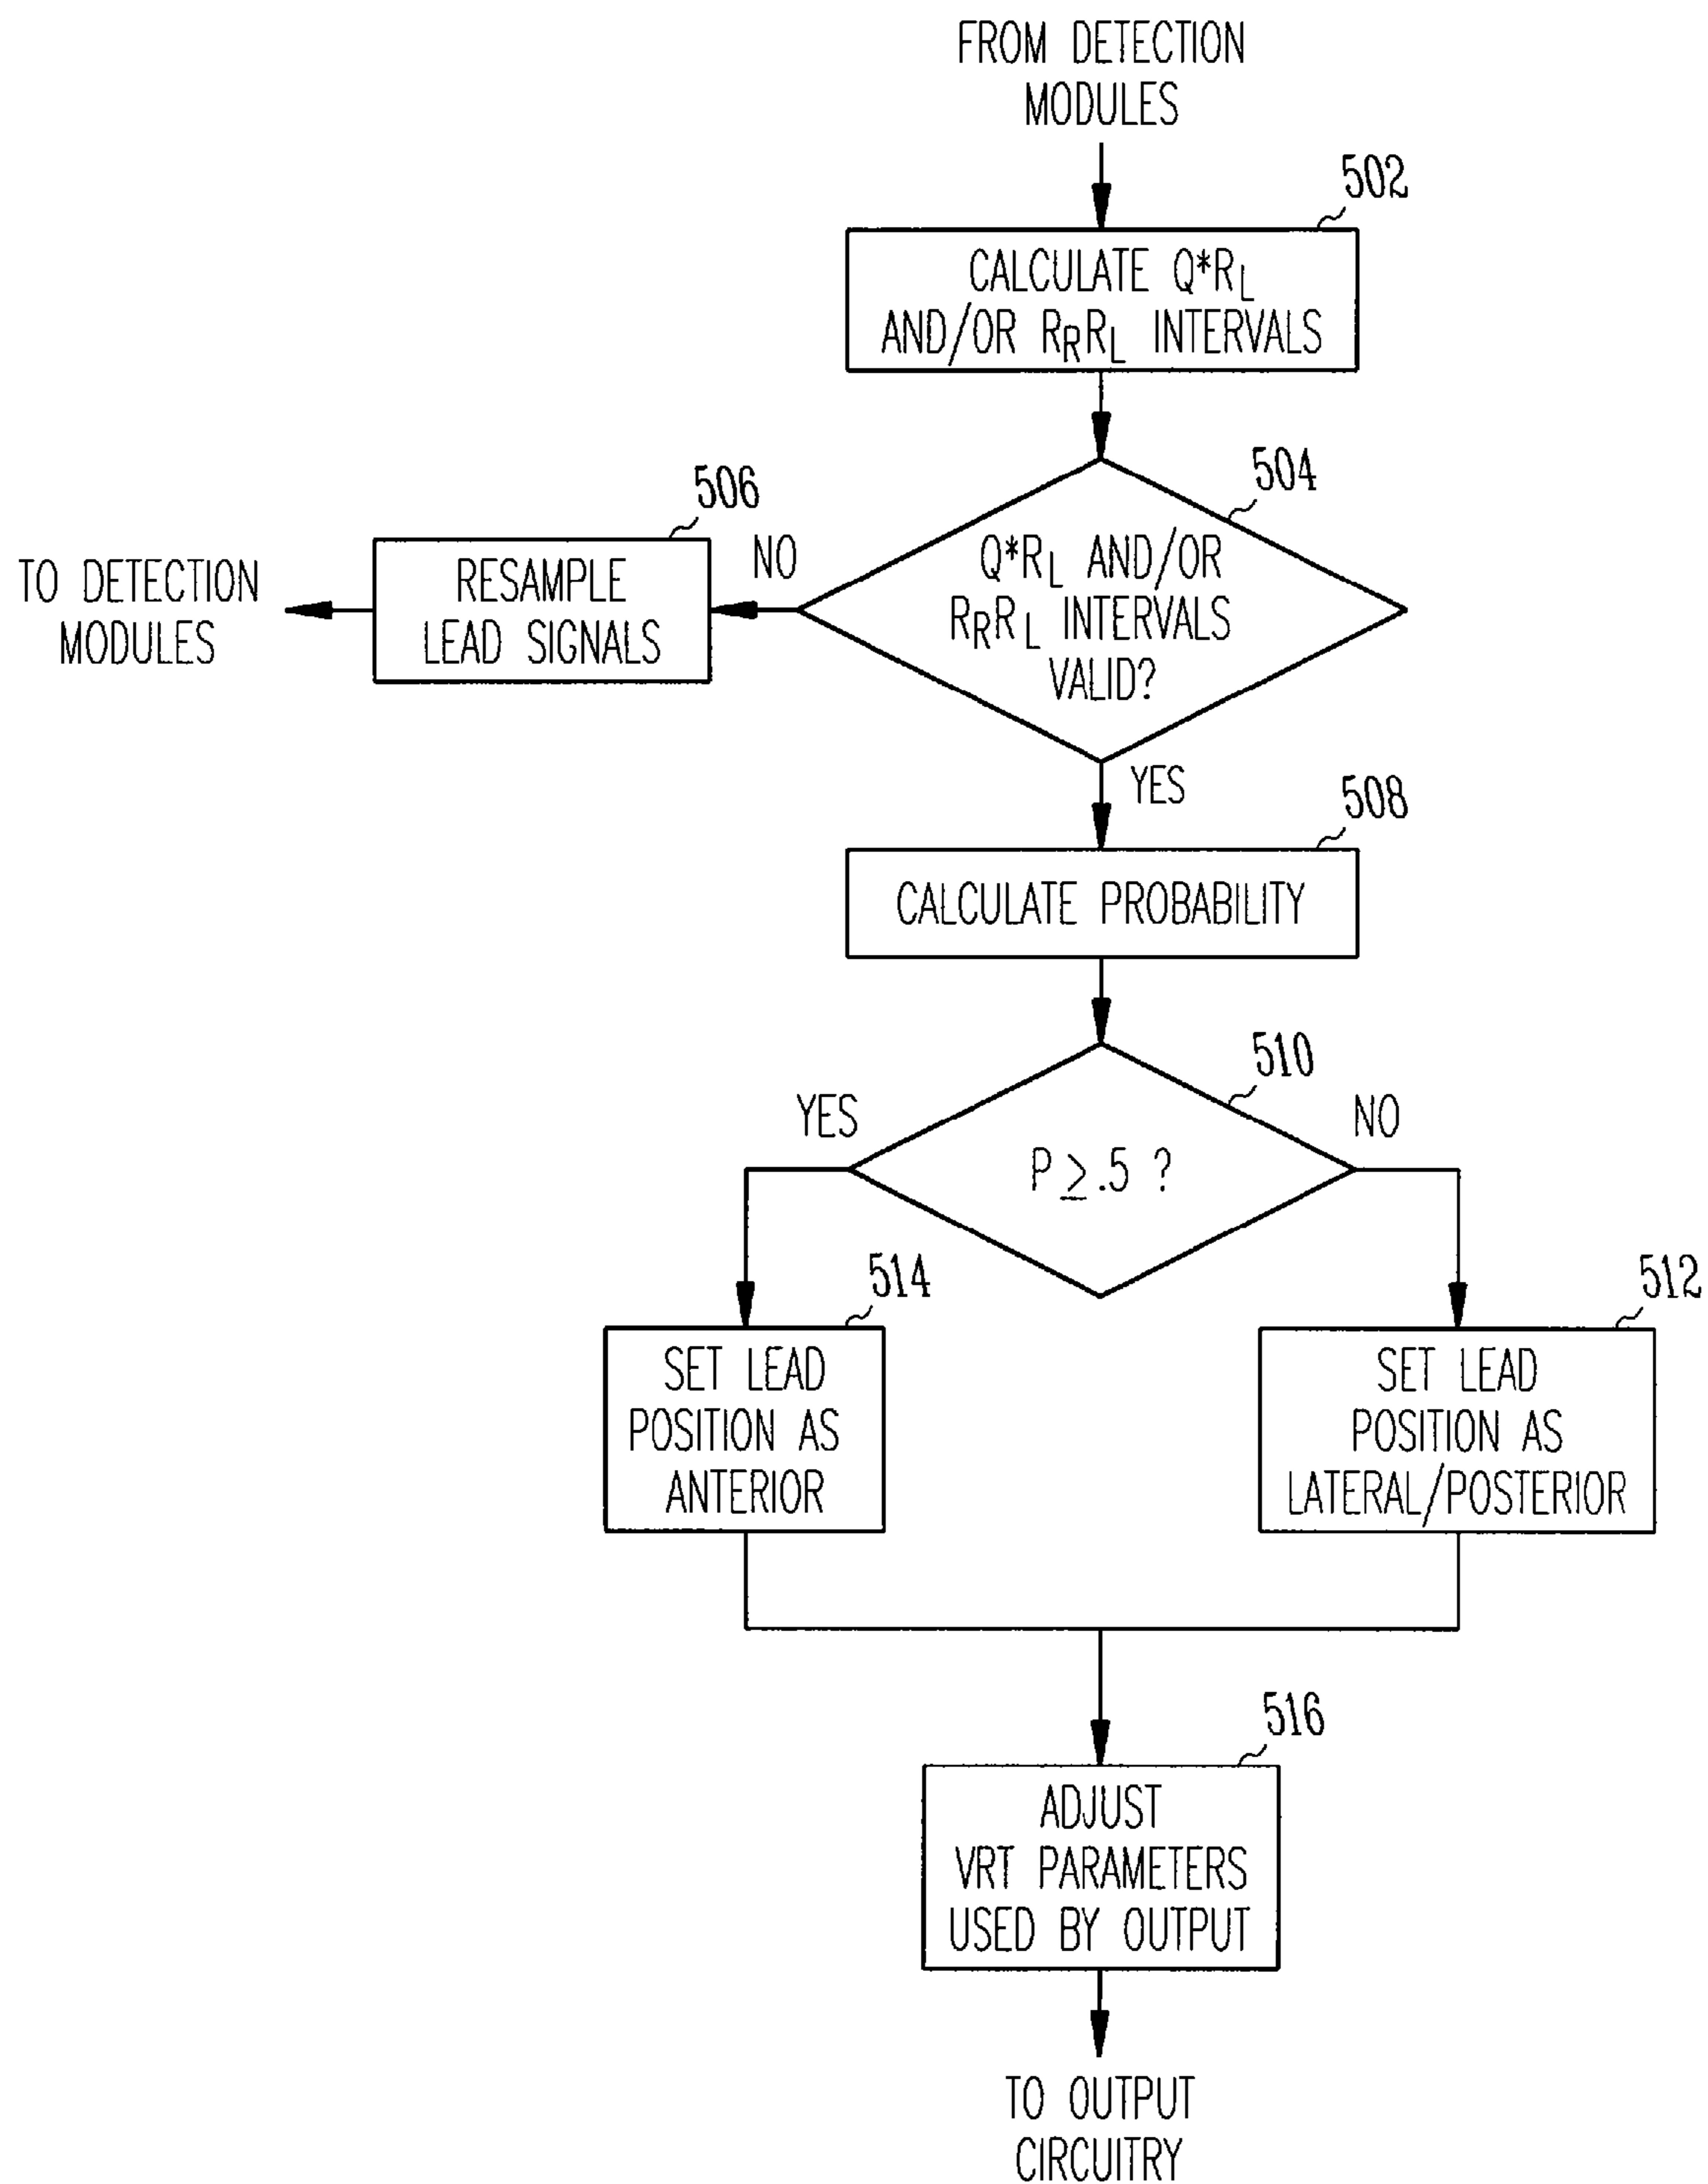 FROM DETECTION
MODULES
502
CALCULATE Q*RL
AND/OR RRRL INTERVALS
504
Q*RL AND/OR
RRRL INTERVALS
VALID?
NO
506
RESAMPLE
LEAD SIGNALS
TO DETECTION
MODULES
YES
508
CALCULATE PROBABILITY
510
P ≥ .5 ?
YES
NO
514
SET LEAD
POSITION AS
ANTERIOR
512
SET LEAD
POSITION AS
LATERAL/POSTERIOR
516
ADJUST
VRT PARAMETERS
USED BY OUTPUT
TO OUTPUT
CIRCUITRY